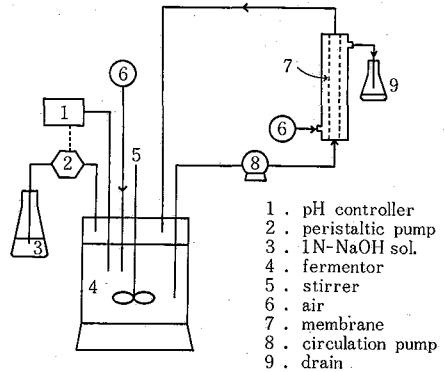 6
7
9
1
5
6
2
8
3
4
1 . pH controller
2 . peristaltic pump
3 . 1N-NaOH sol.
4 . fermentor
5 . stirrer
6 . air
7 . membrane
8 . circulation pump
9 . drain